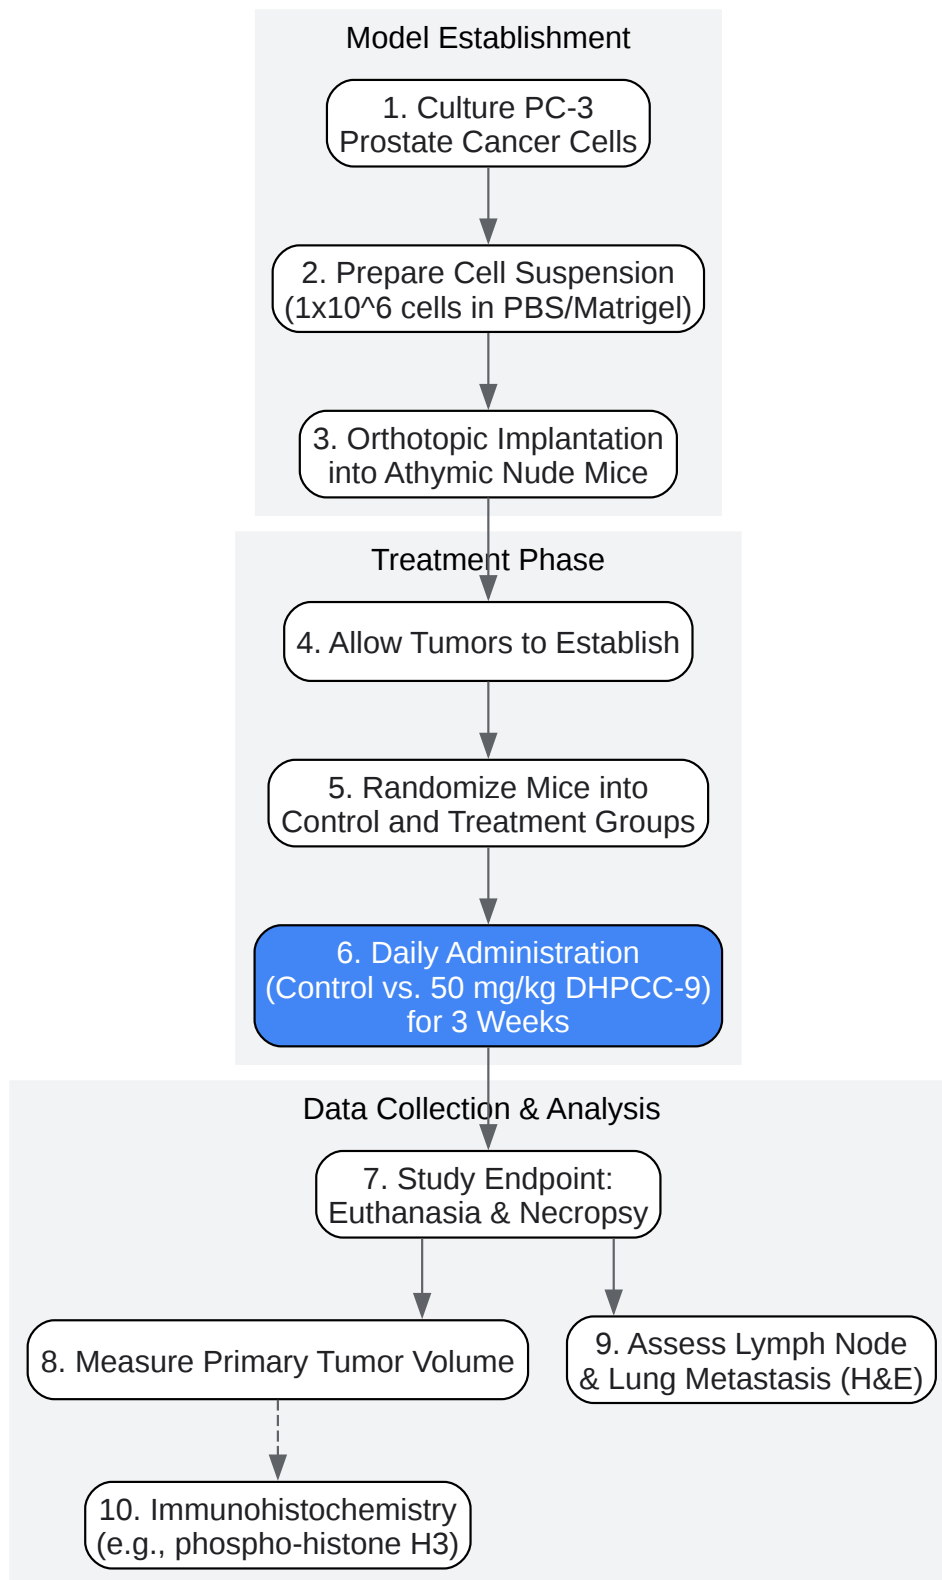 Model Establishment
1. Culture PC-3
Prostate Cancer Cells
2. Prepare Cell Suspension
(1x10^6 cells in PBS/Matrigel)
3. Orthotopic Implantation
into Athymic Nude Mice
Treatment Phase
4. Allow Tumors to Establish
5. Randomize Mice into
Control and Treatment Groups
6. Daily Administration
(Control vs. 50 mg/kg DHPCC-9)
for 3 Weeks
Data Collection & Analysis
7. Study Endpoint:
Euthanasia & Necropsy
8. Measure Primary Tumor Volume
9. Assess Lymph Node
& Lung Metastasis (H&E)
10. Immunohistochemistry
(e.g., phospho-histone H3)